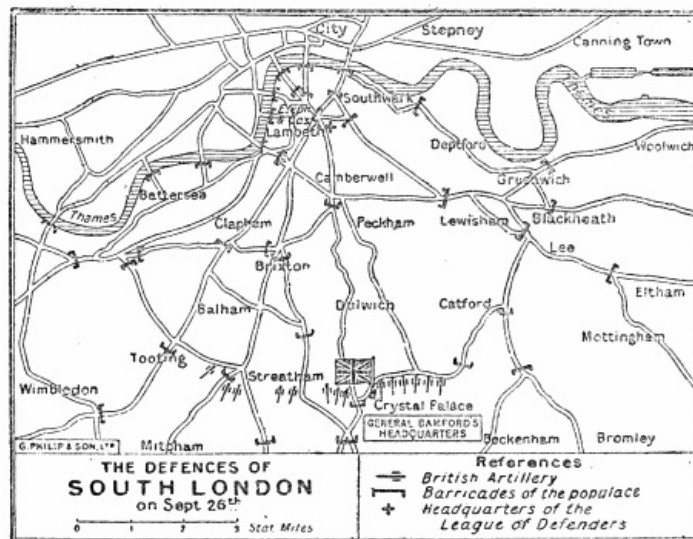 City
Stepney
Canning Town
Southwark
Hammersmith
Lambeth
Deptford
Woolwich
Battersea
Camberwell
Greenwich
Thames
Clapham
Peckham
Lewisham
Blackheath
Brixton
Lee
Balham
Dulwich
Catford
Eltham
Mottingham
Tooting
Wimbledon
Streatham
Crystal Palace
GENERAL BAMFORD'S
HEADQUARTERS
G. PHILIP & SON, LTD
Mitcham
Beckenham
Bromley
THE DEFENCES OF
SOUTH LONDON
on Sept 26th
0 1 2 3 Stat. Miles
References
British Artillery
Barricades of the populace
Headquarters of the
League of Defenders